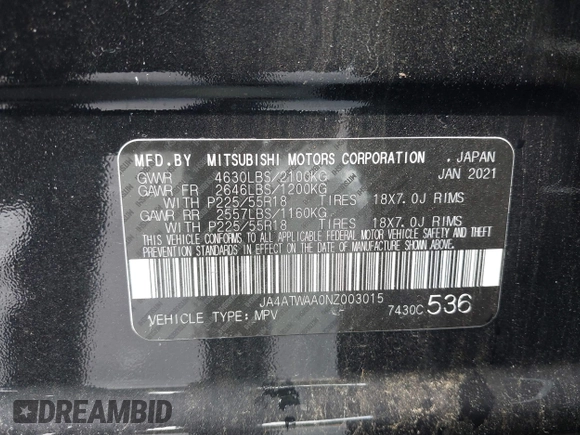 MFD.BY MITSUBISHI MOTORS CORPORATION . JAPAN
GVWR 4630LBS/2100KG JAN 2021
GAWR FR 2646LBS/1200KG
WITH P225/55R18 TIRES 18X7.0J RIMS
GAWR RR 2557LBS/1160KG
WITH P225/55R18 TIRES 18X7.0J RIMS
THIS VEHICLE CONFORMS TO ALL APPLICABLE FEDERAL MOTOR VEHICLE SAFETY AND THEFT
PREVENTION STANDARDS IN EFFECT ON THE DATE OF MANUFACTURE SHOWN ABOVE.
JA4ATWAA0NZ003015
VEHICLE TYPE: MPV 7430C 536
DREAMBID